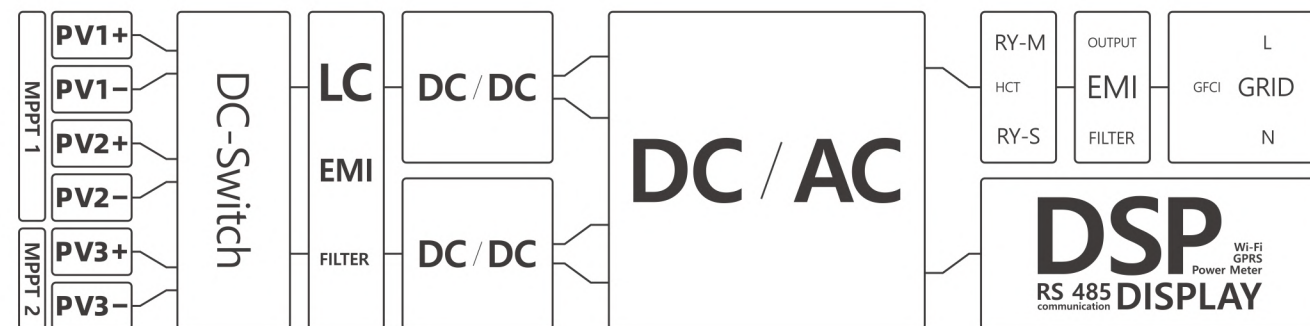 MPPT 1
PV1+
PV1−
PV2+
PV2−
MPPT 2
PV3+
PV3−
DC-Switch
LC
EMI
FILTER
DC/DC
DC/DC
DC/AC
RY-M
HCT
RY-S
OUTPUT
EMI
FILTER
L
GFCI GRID
N
DSP
Wi-Fi
GPRS
Power Meter
RS 485
communication
DISPLAY